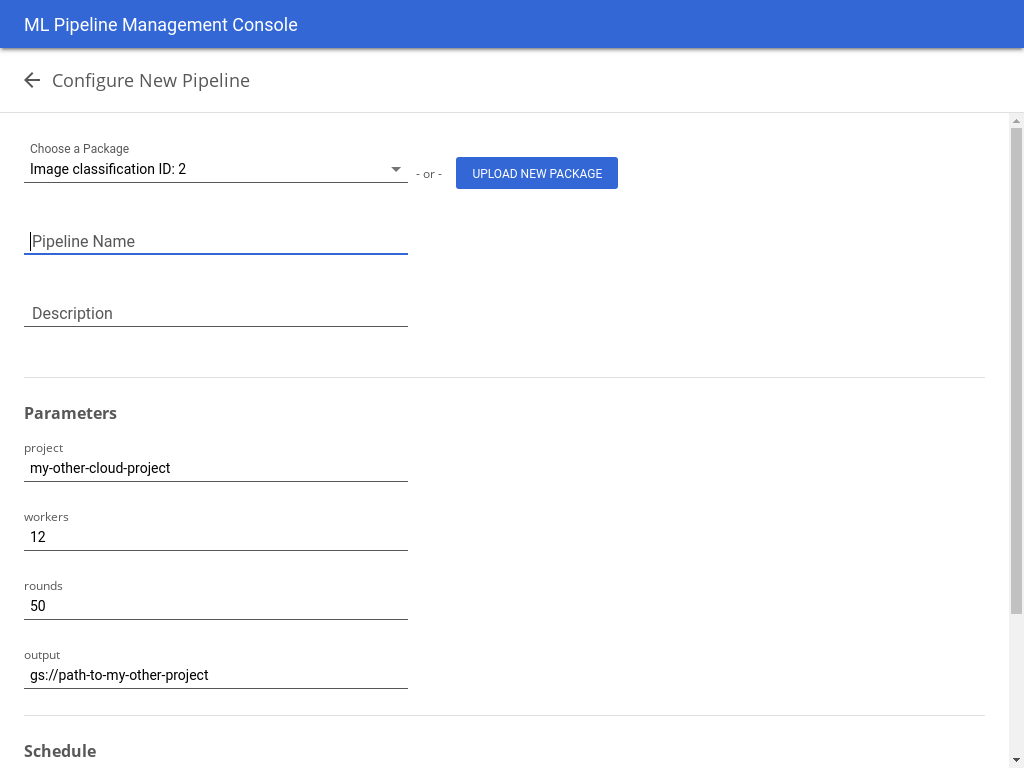 ML Pipeline Management Console
Configure New Pipeline
Choose a Package
Image classification ID: 2
- or -
UPLOAD NEW PACKAGE
Pipeline Name
Description
Parameters
project
my-other-cloud-project
workers
12
rounds
50
output
gs://path-to-my-other-project
Schedule